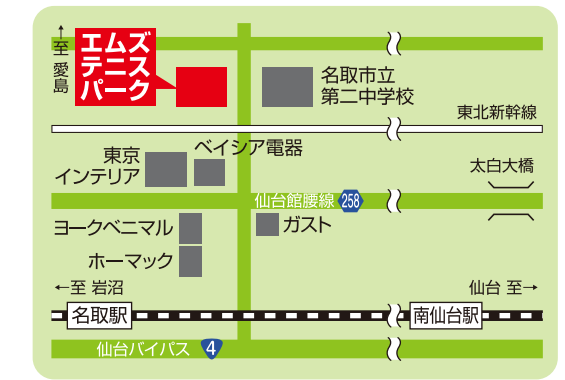 ↑
至
愛
島
エムズ
テニス
パーク
名取市立
第二中学校
東北新幹線
東京
インテリア
ベイシア電器
太白大橋
仙台館腰線 258
ヨークベニマル
ガスト
ホーマック
←至 岩沼
仙台 至→
名取駅
南仙台駅
仙台バイパス 4